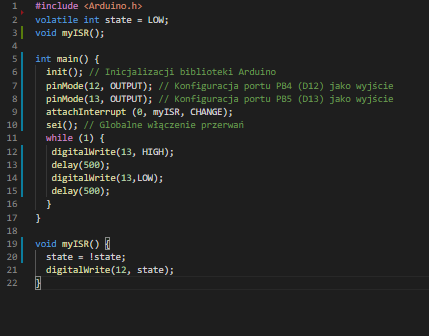 1 #include <Arduino.h>
2 volatile int state = LOW;
3 void myISR();
4
5 int main() {
6 init(); // Inicjalizacji biblioteki Arduino
7 pinMode(12, OUTPUT); // Konfiguracja portu PB4 (D12) jako wyjście
8 pinMode(13, OUTPUT); // Konfiguracja portu PB5 (D13) jako wyjście
9 attachInterrupt (0, myISR, CHANGE);
10 sei(); // Globalne włączenie przerwań
11 while (1) {
12 digitalWrite(13, HIGH);
13 delay(500);
14 digitalWrite(13,LOW);
15 delay(500);
16 }
17 }
18
19 void myISR() {
20 state = !state;
21 digitalWrite(12, state);
22 }